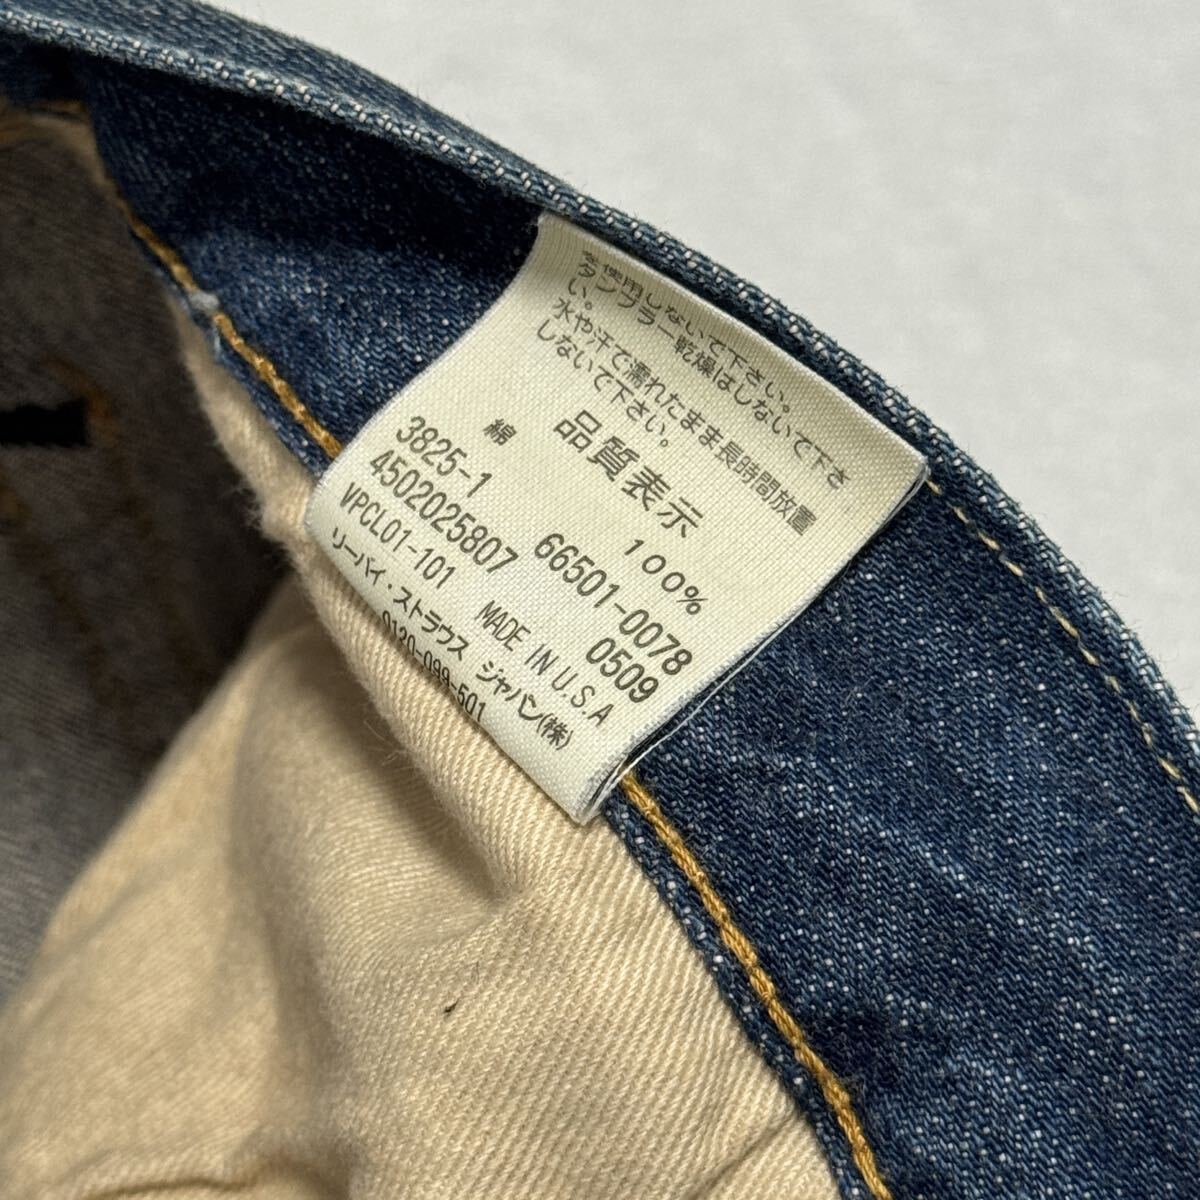 を使用しないで下さい。
タンブラー乾燥はしないで下さ
い。
水や汗で濡れたまま長時間放置
しないで下さい。
品質表示
綿 100%
3825-1 66501-0078
4502025807 0509
VPCL01-101 MADE IN U.S.A
リーバイ・ストラウス ジャパン(株)
0120-099-501